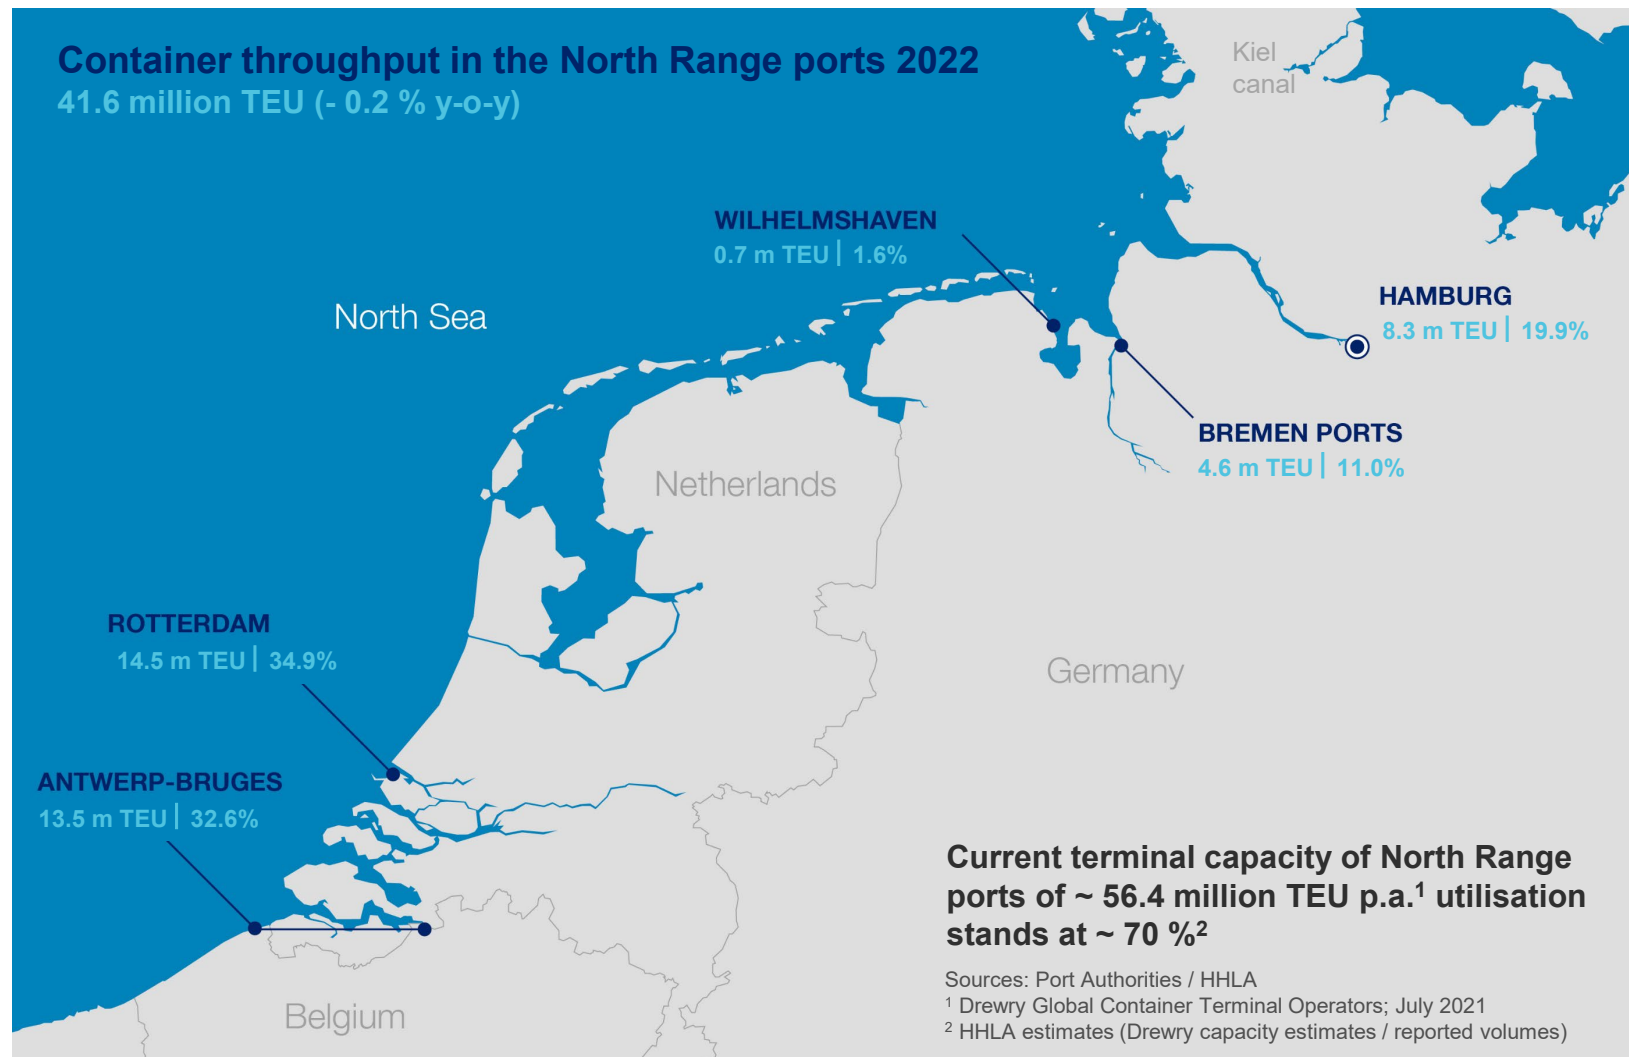 Container throughput in the North Range ports 2022
41.6 million TEU (- 0.2 % y-o-y)
Kiel
canal
WILHELMSHAVEN
0.7 m TEU | 1.6%
North Sea
HAMBURG
8.3 m TEU | 19.9%
BREMEN PORTS
4.6 m TEU | 11.0%
Netherlands
ROTTERDAM
14.5 m TEU | 34.9%
Germany
ANTWERP-BRUGES
13.5 m TEU | 32.6%
Current terminal capacity of North Range
ports of ~ 56.4 million TEU p.a.¹ utilisation
stands at ~ 70 %²
Sources: Port Authorities / HHLA
¹ Drewry Global Container Terminal Operators; July 2021
² HHLA estimates (Drewry capacity estimates / reported volumes)
Belgium